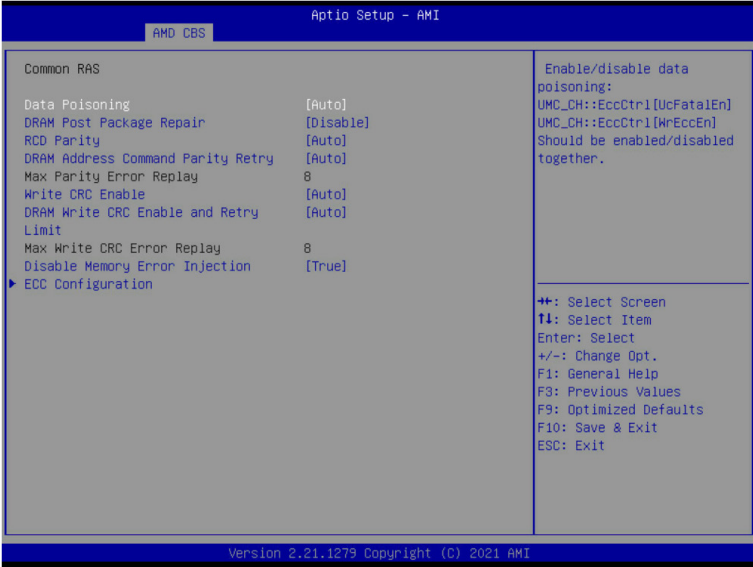 Aptio Setup – AMI
AMD CBS
Common RAS
Data Poisoning [Auto]
DRAM Post Package Repair [Disable]
RCD Parity [Auto]
DRAM Address Command Parity Retry [Auto]
Max Parity Error Replay 8
Write CRC Enable [Auto]
DRAM Write CRC Enable and Retry [Auto]
Limit
Max Write CRC Error Replay 8
Disable Memory Error Injection [True]
ECC Configuration
Enable/disable data
poisoning:
UMC_CH::EccCtrl[UcFatalEn]
UMC_CH::EccCtrl[WrEccEn]
Should be enabled/disabled
together.
→←: Select Screen
↑↓: Select Item
Enter: Select
+/-: Change Opt.
F1: General Help
F3: Previous Values
F9: Optimized Defaults
F10: Save & Exit
ESC: Exit
Version 2.21.1279 Copyright (C) 2021 AMI